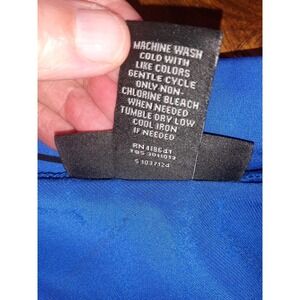 MACHINE WASH
COLD WITH
LIKE COLORS
GENTLE CYCLE
ONLY NON-
CHLORINE BLEACH
WHEN NEEDED
TUMBLE DRY LOW
COOL IRON
IF NEEDED
RN